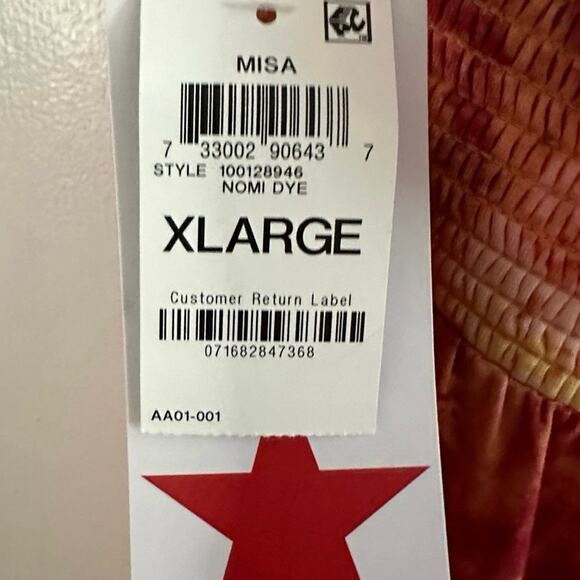 MISA
7 33002 90643 7
STYLE 100128946
NOMI DYE
XLARGE
Customer Return Label
071682847368
AA01-001